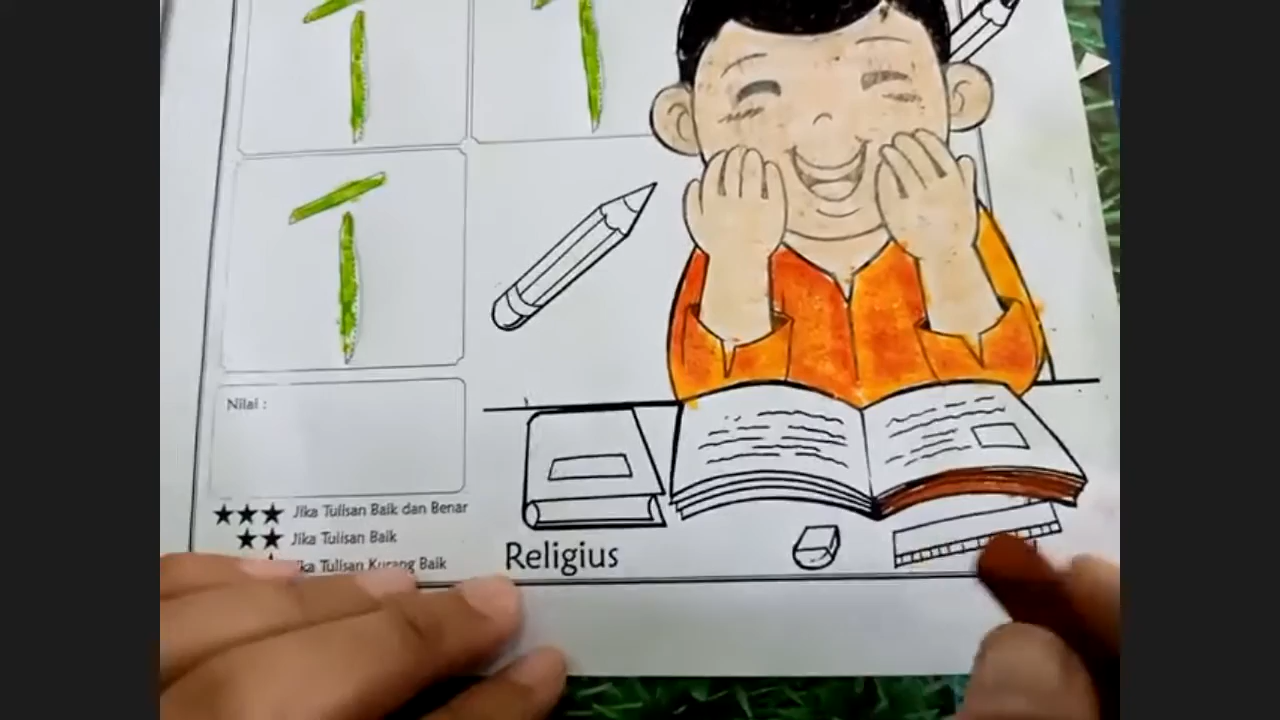 Nilai :
★★★ Jika Tulisan Baik dan Benar
★★ Jika Tulisan Baik
Jika Tulisan Kurang Baik
Religius